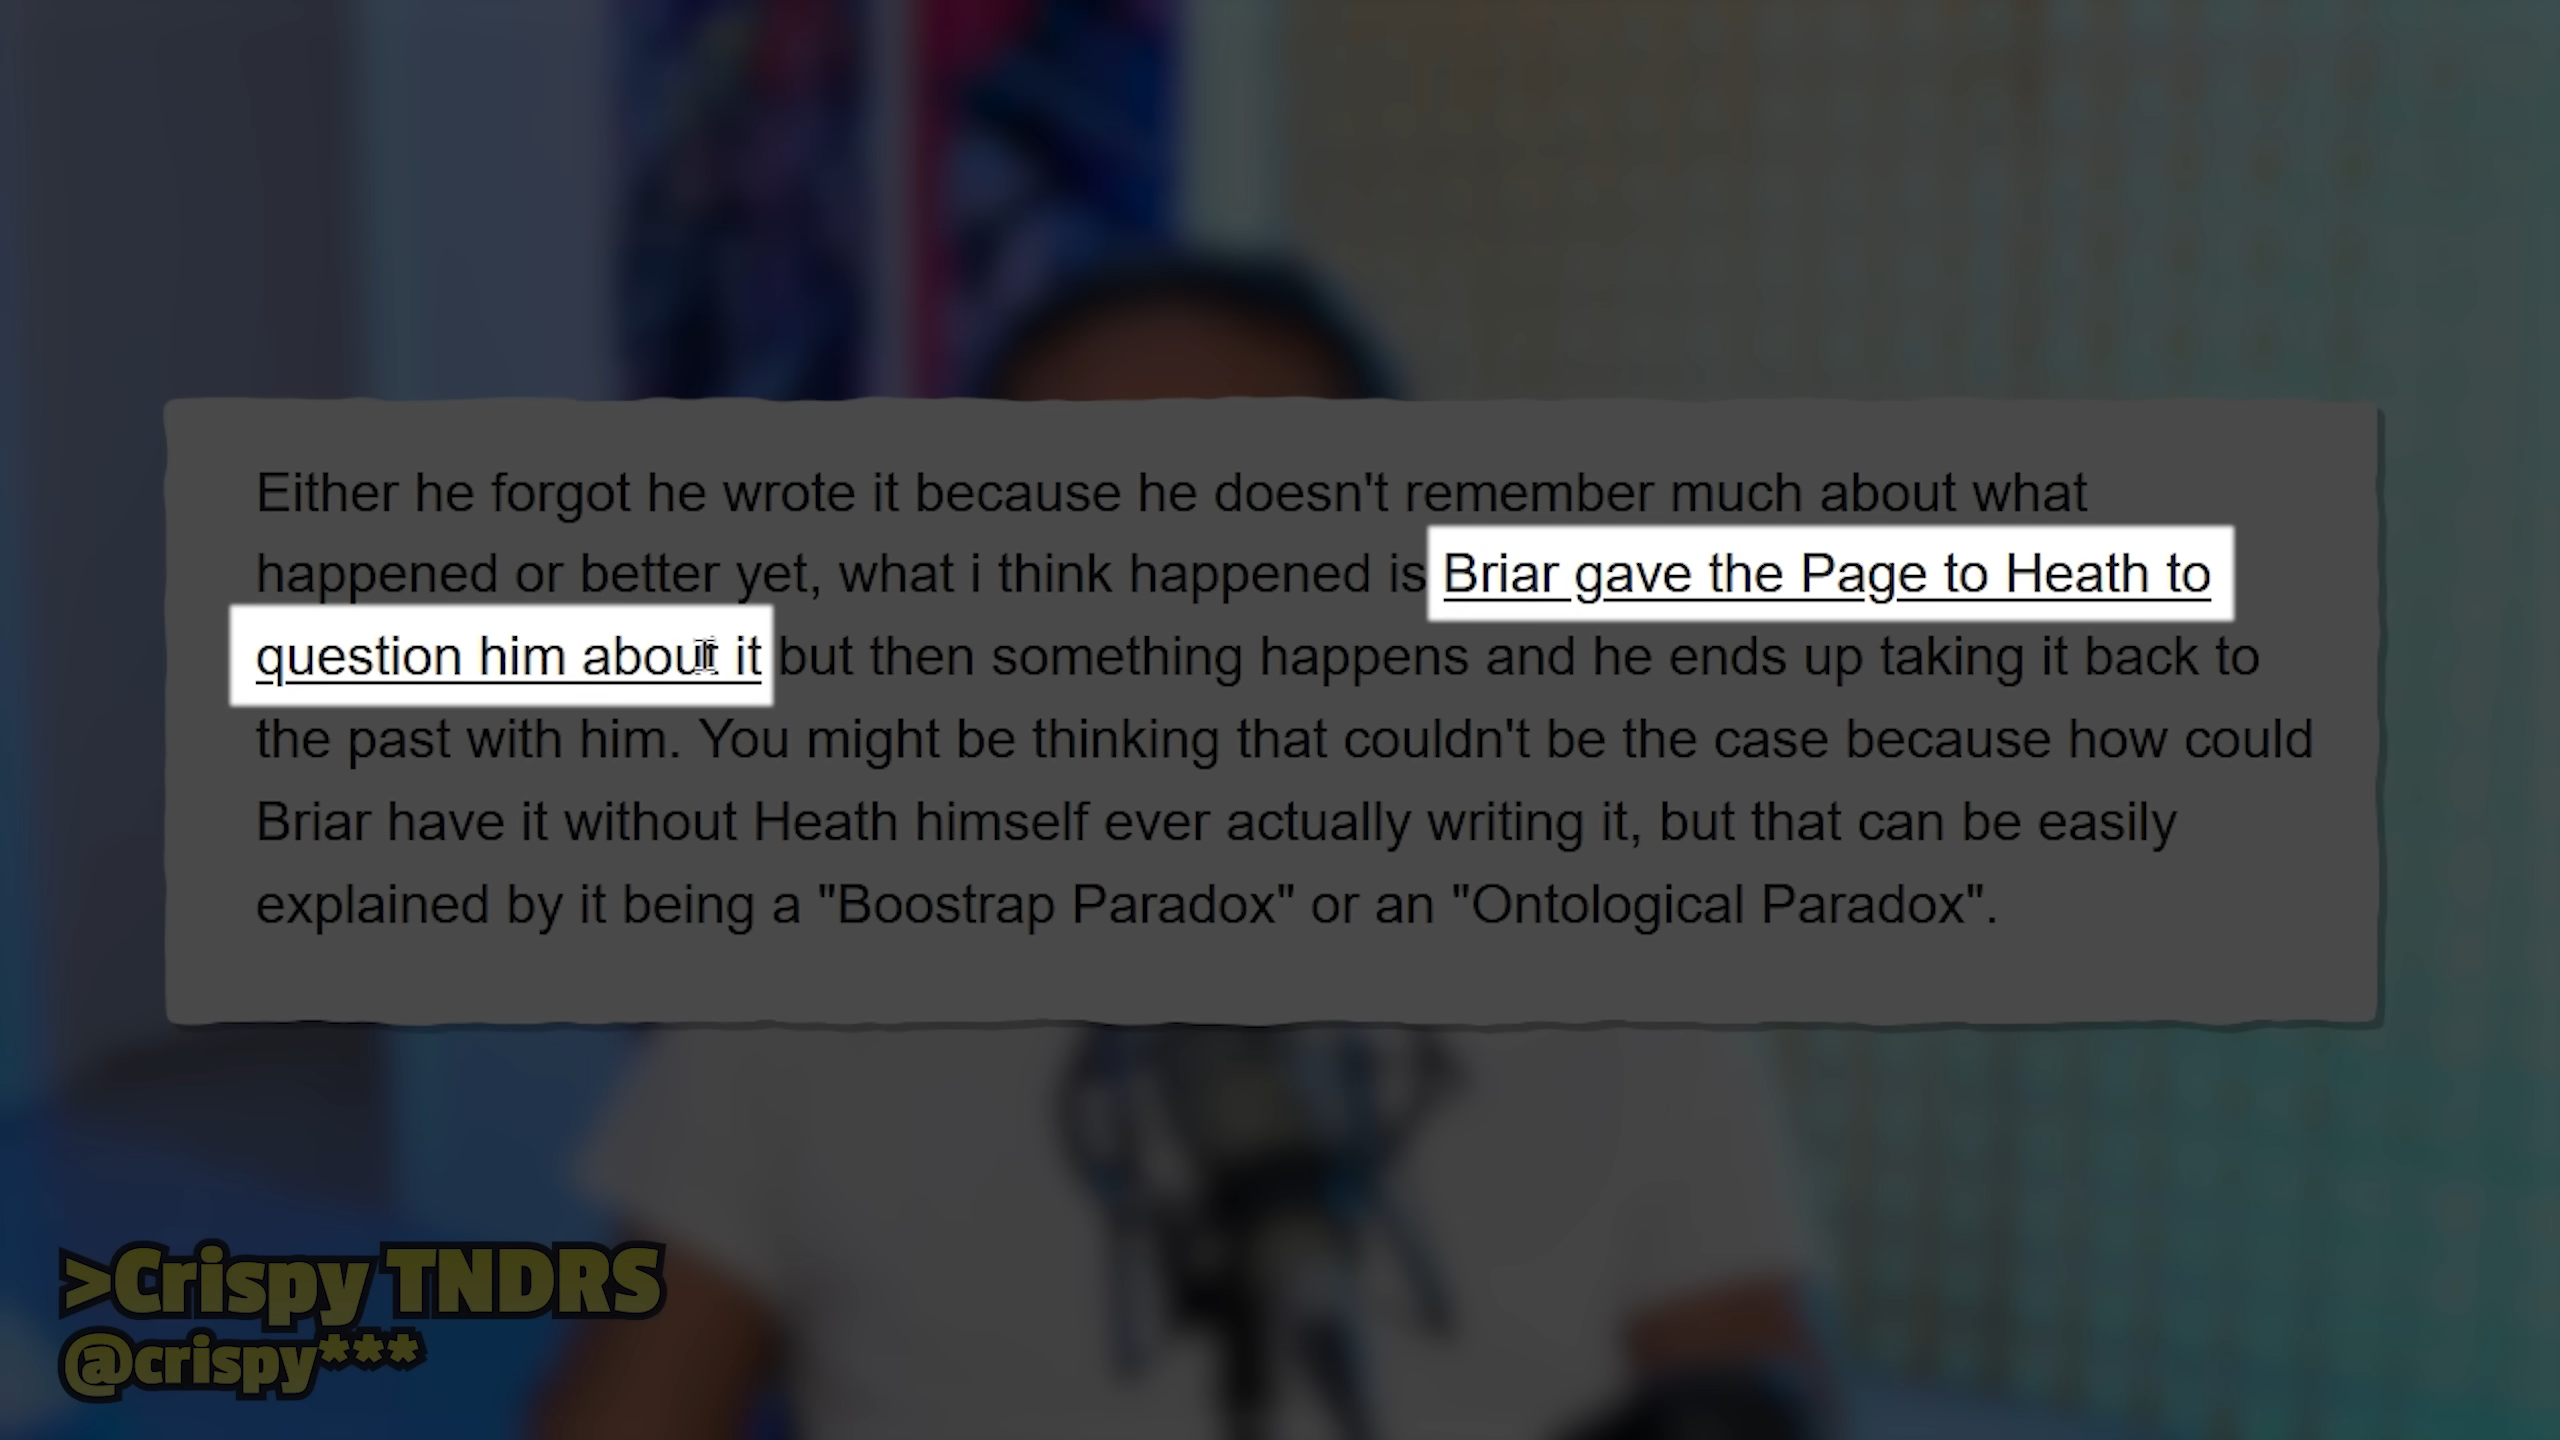 Either he forgot he wrote it because he doesn't remember much about what
happened or better yet, what i think happened is Briar gave the Page to Heath to
question him about it but then something happens and he ends up taking it back to
the past with him. You might be thinking that couldn't be the case because how could
Briar have it without Heath himself ever actually writing it, but that can be easily
explained by it being a "Boostrap Paradox" or an "Ontological Paradox".
>Crispy TNDRS
@crispy***